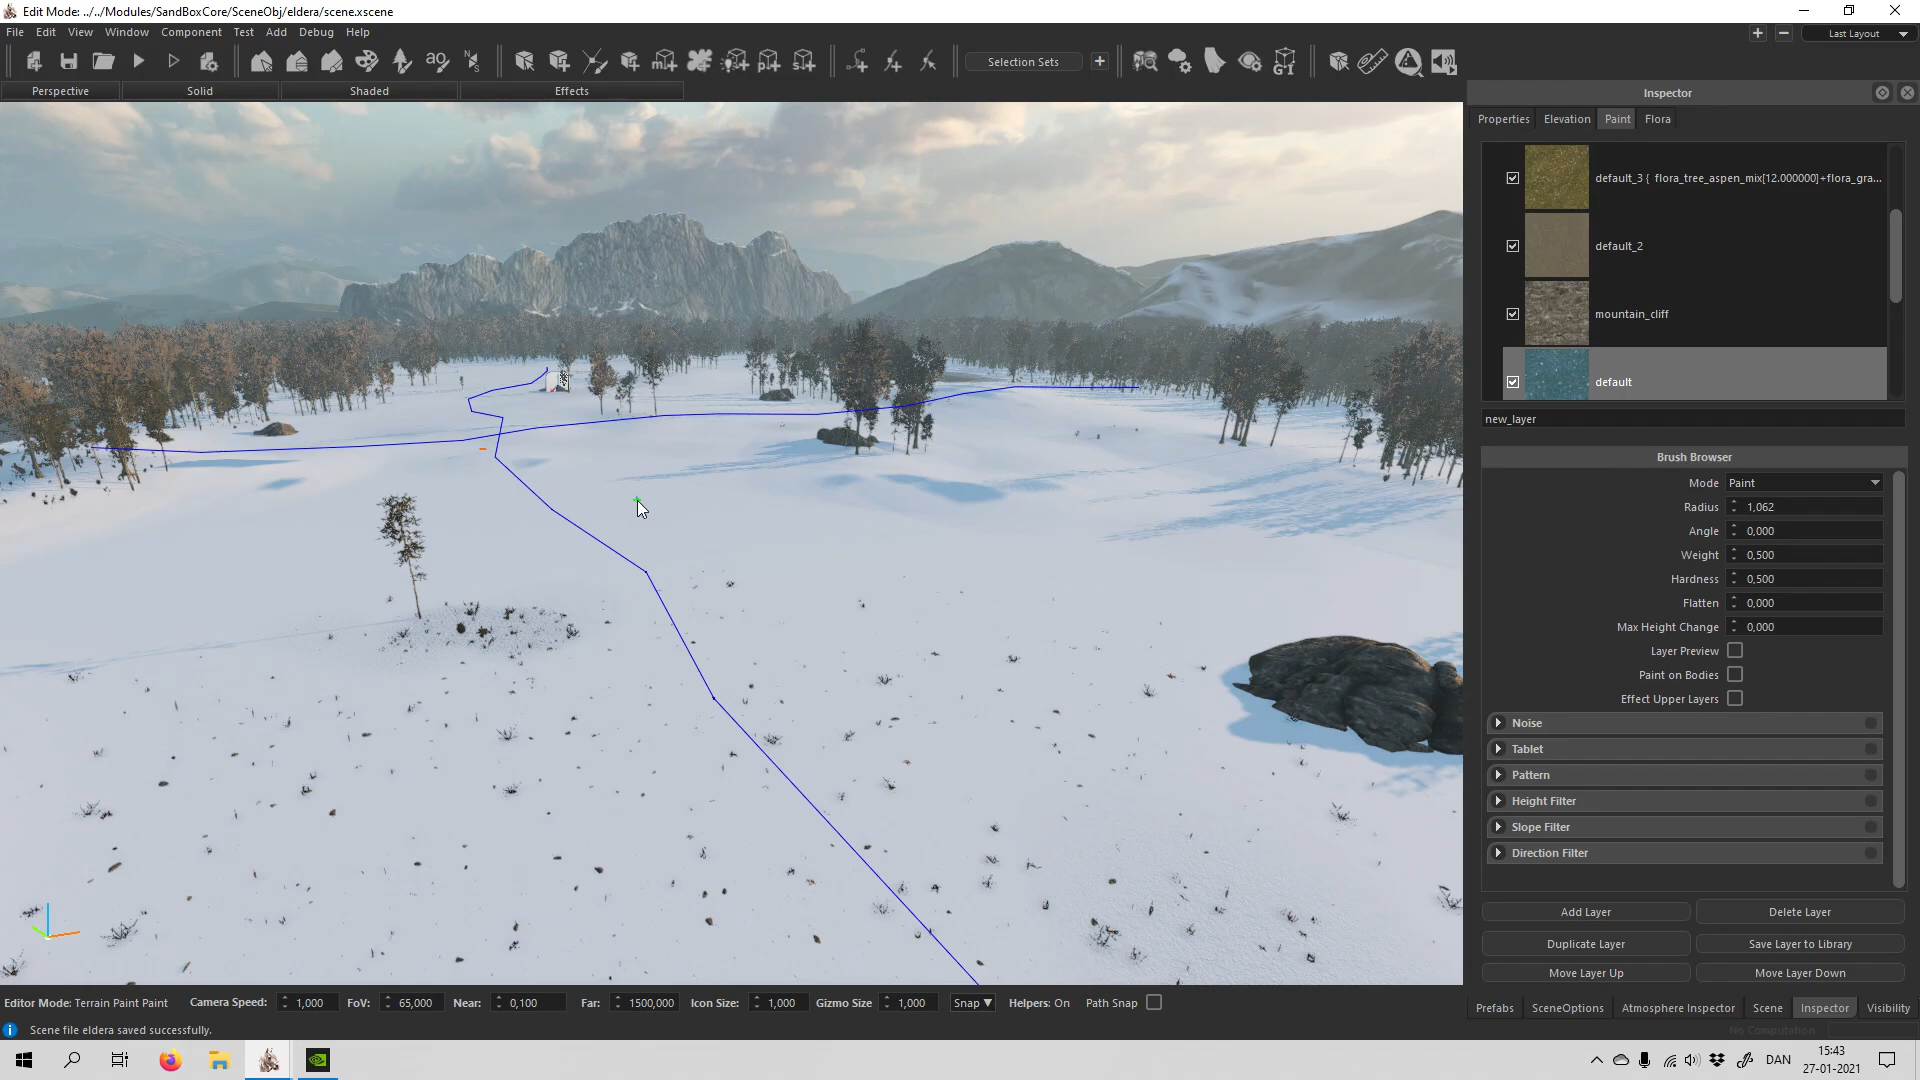 Edit Mode: ../../Modules/SandBoxCore/SceneObj/eldera/scene.xscene
File Edit View Window Component Test Add Debug Help
Last Layout
ao
GI
Selection Sets
Perspective Solid Shaded Effects
Inspector
Properties Elevation Paint Flora
default_3 { flora_tree_aspen_mix[12.000000]+flora_gra...
default_2
mountain_cliff
default
new_layer
Brush Browser
Mode Paint
Radius 1,062
Angle 0,000
Weight 0,500
Hardness 0,500
Flatten 0,000
Max Height Change 0,000
Layer Preview
Paint on Bodies
Effect Upper Layers
Noise
Tablet
Pattern
Height Filter
Slope Filter
Direction Filter
Add Layer Delete Layer
Duplicate Layer Save Layer to Library
Move Layer Up Move Layer Down
Editor Mode: Terrain Paint Paint Camera Speed: 1,000 FoV: 65,000 Near: 0,100 Far: 1500,000 Icon Size: 1,000 Gizmo Size 1,000 Snap Helpers: On Path Snap
Prefabs SceneOptions Atmosphere Inspector Scene Inspector Visibility
Scene file eldera saved successfully.
No Computation
DAN
15:43
27-01-2021